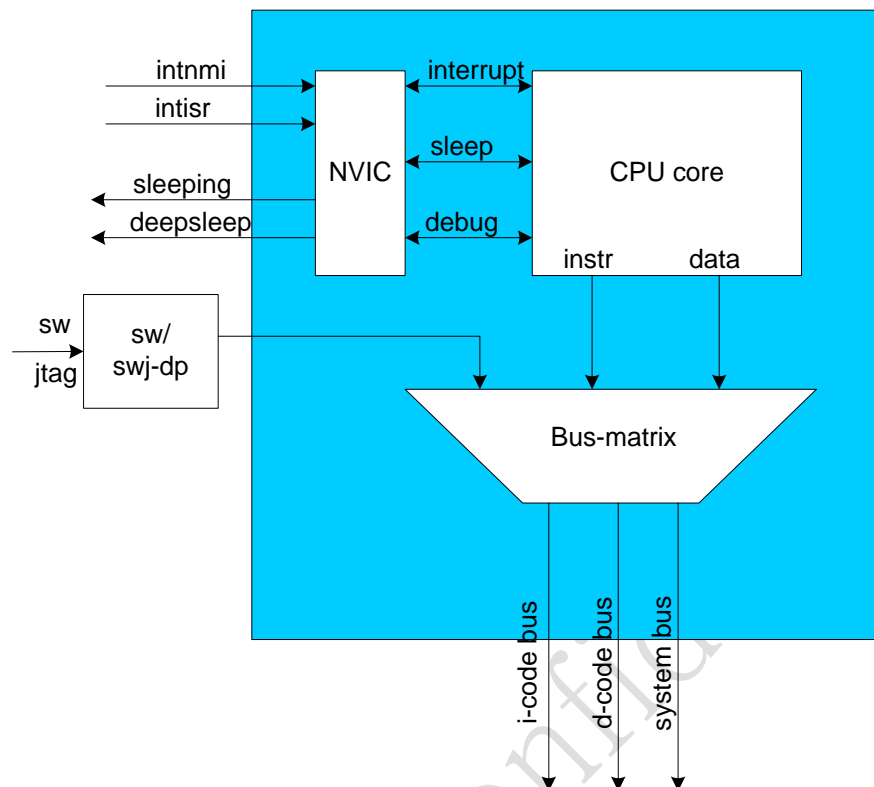 intnmi
interrupt
intisr
sleep
NVIC
CPU core
sleeping
deepsleep
debug
instr
data
sw
jtag
sw/
swj-dp
Bus-matrix
i-code bus
d-code bus
system bus